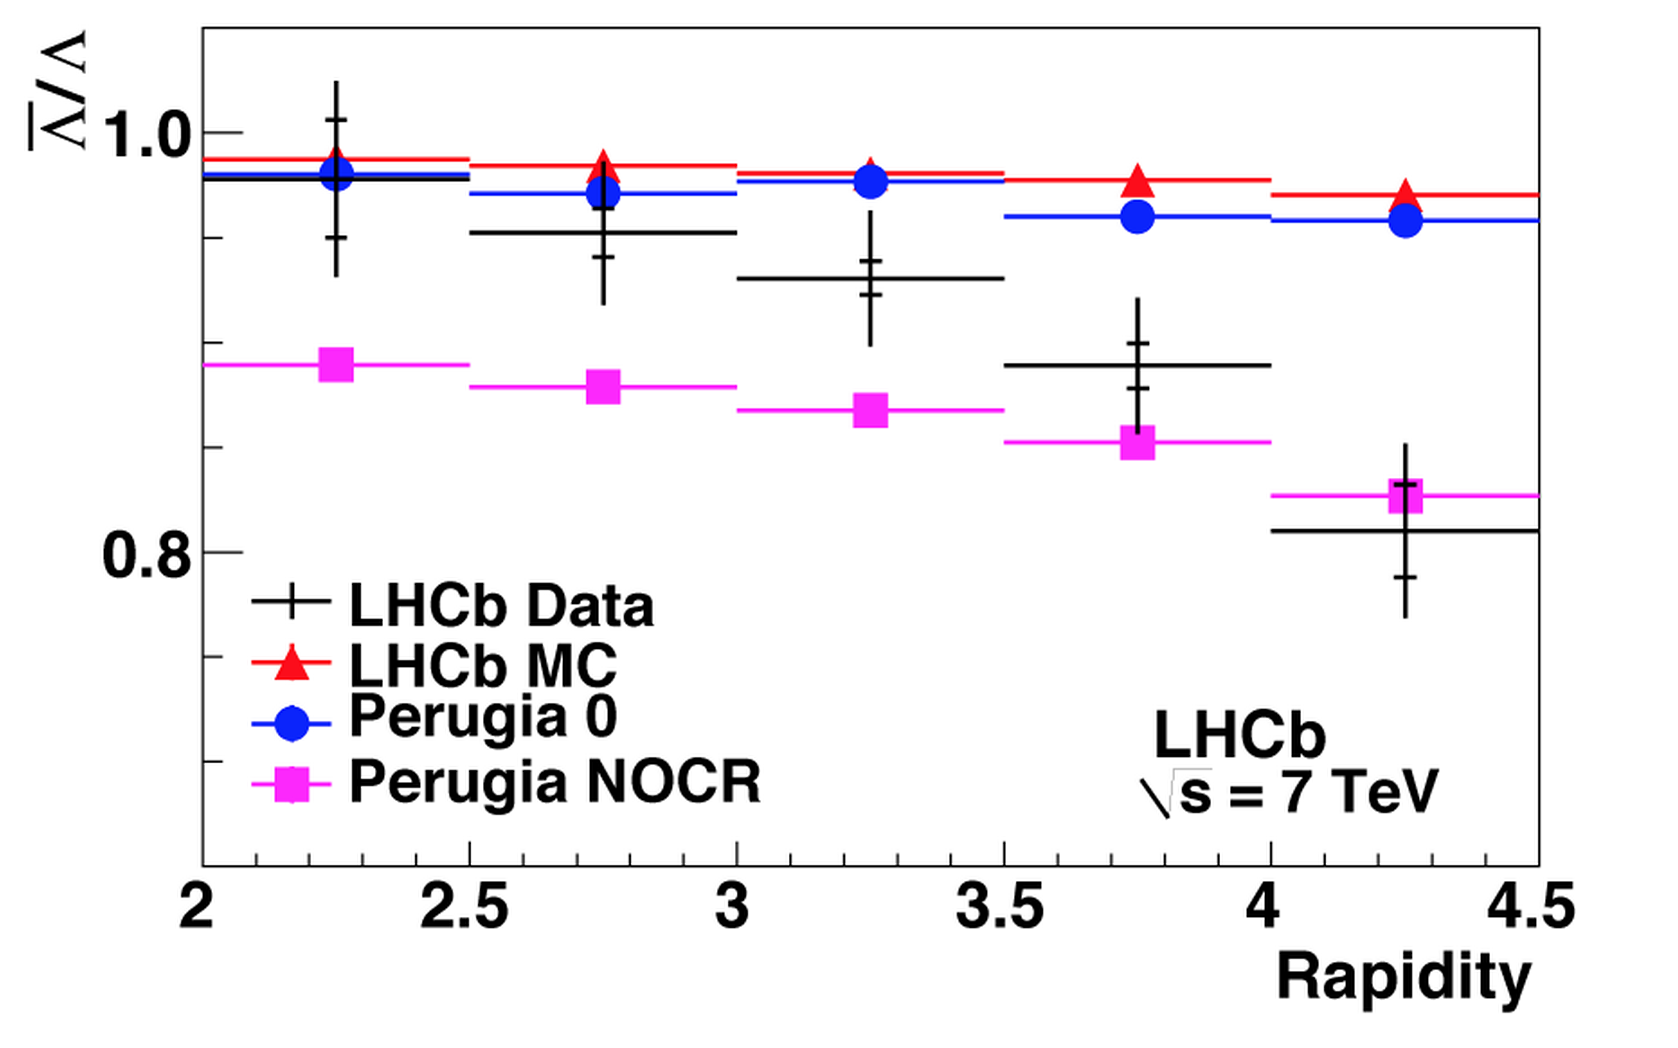 Λ̅/Λ
1.0
0.8
LHCb Data
LHCb MC
Perugia 0
Perugia NOCR
LHCb
√s = 7 TeV
2 2.5 3 3.5 4 4.5
Rapidity